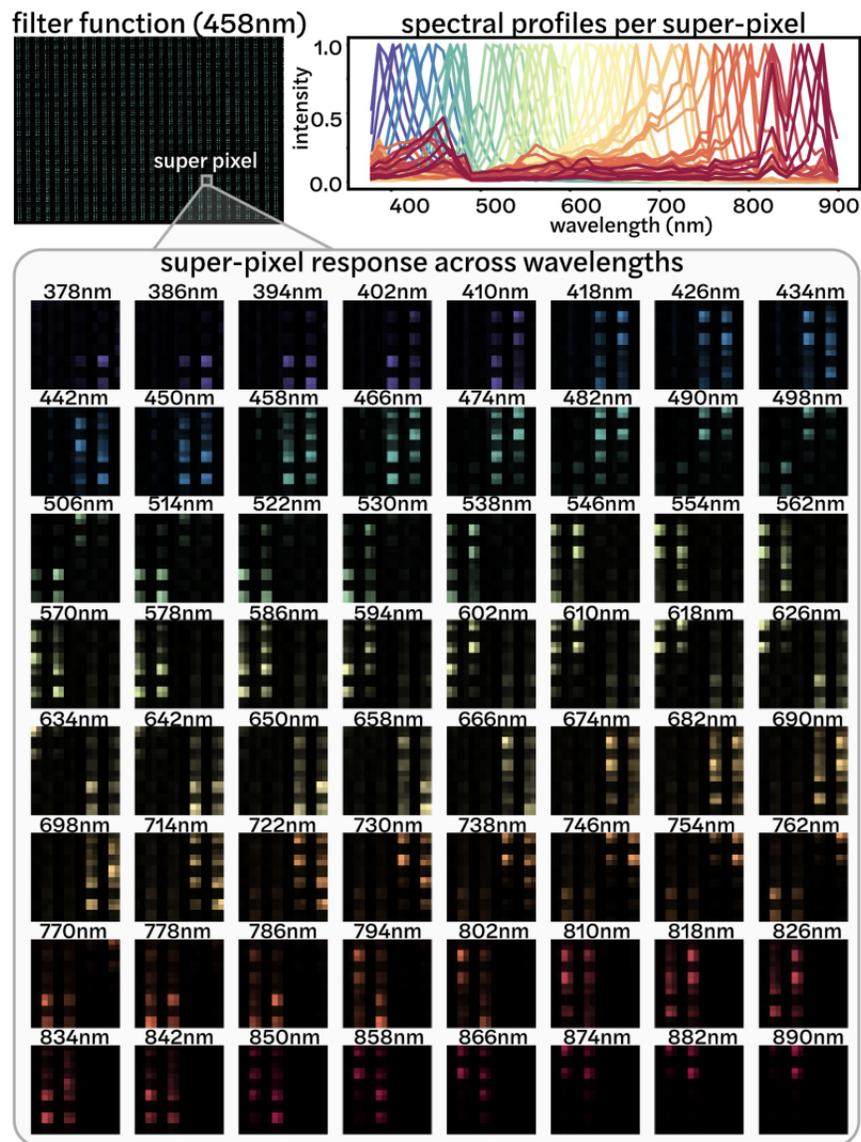 filter function (458nm)
spectral profiles per super-pixel
super pixel
intensity
1.0
0.5
0.0
400 500 600 700 800 900
wavelength (nm)
super-pixel response across wavelengths
378nm 386nm 394nm 402nm 410nm 418nm 426nm 434nm
442nm 450nm 458nm 466nm 474nm 482nm 490nm 498nm
506nm 514nm 522nm 530nm 538nm 546nm 554nm 562nm
570nm 578nm 586nm 594nm 602nm 610nm 618nm 626nm
634nm 642nm 650nm 658nm 666nm 674nm 682nm 690nm
698nm 714nm 722nm 730nm 738nm 746nm 754nm 762nm
770nm 778nm 786nm 794nm 802nm 810nm 818nm 826nm
834nm 842nm 850nm 858nm 866nm 874nm 882nm 890nm